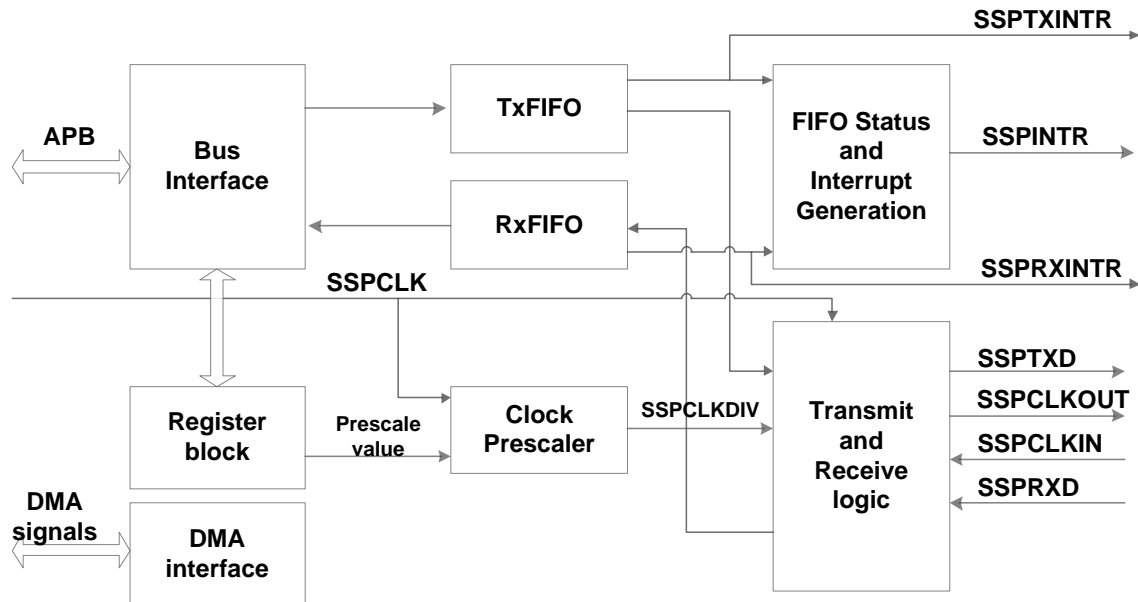 SSPTXINTR
APB
Bus
Interface
TxFIFO
RxFIFO
FIFO Status
and
Interrupt
Generation
SSPINTR
SSPRXINTR
SSPCLK
Register
block
Prescale
value
Clock
Prescaler
SSPCLKDIV
Transmit
and
Receive
logic
SSPTXD
SSPCLKOUT
SSPCLKIN
SSPRXD
DMA
signals
DMA
interface